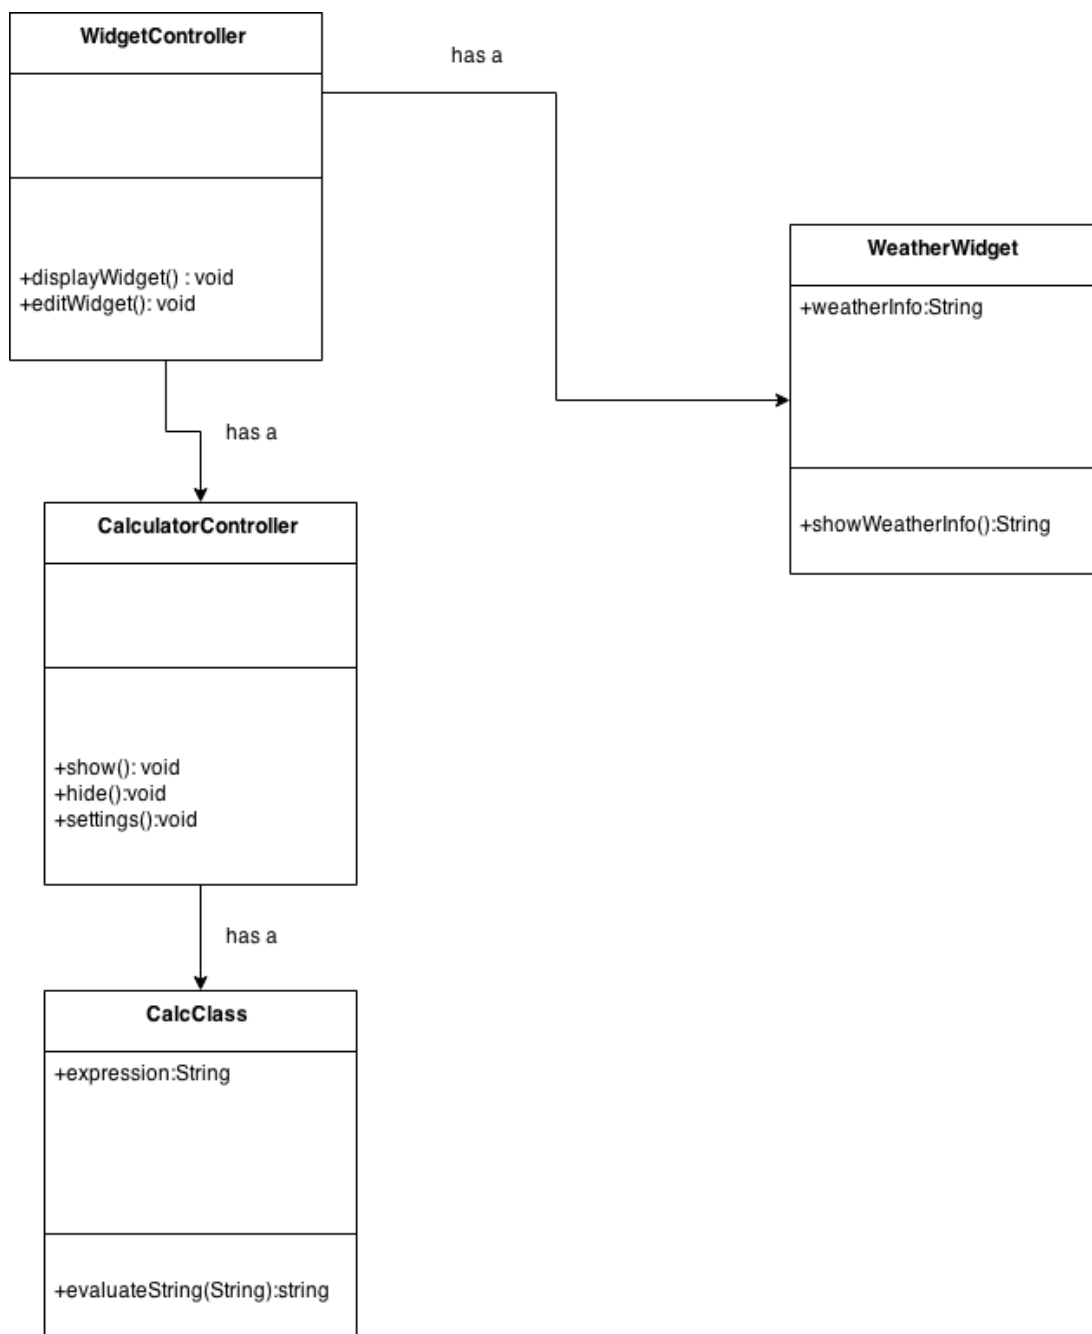 WidgetController
+displayWidget() : void
+editWidget(): void
has a
WeatherWidget
+weatherInfo:String
+showWeatherInfo():String
has a
CalculatorController
+show(): void
+hide():void
+settings():void
has a
CalcClass
+expression:String
+evaluateString(String):string